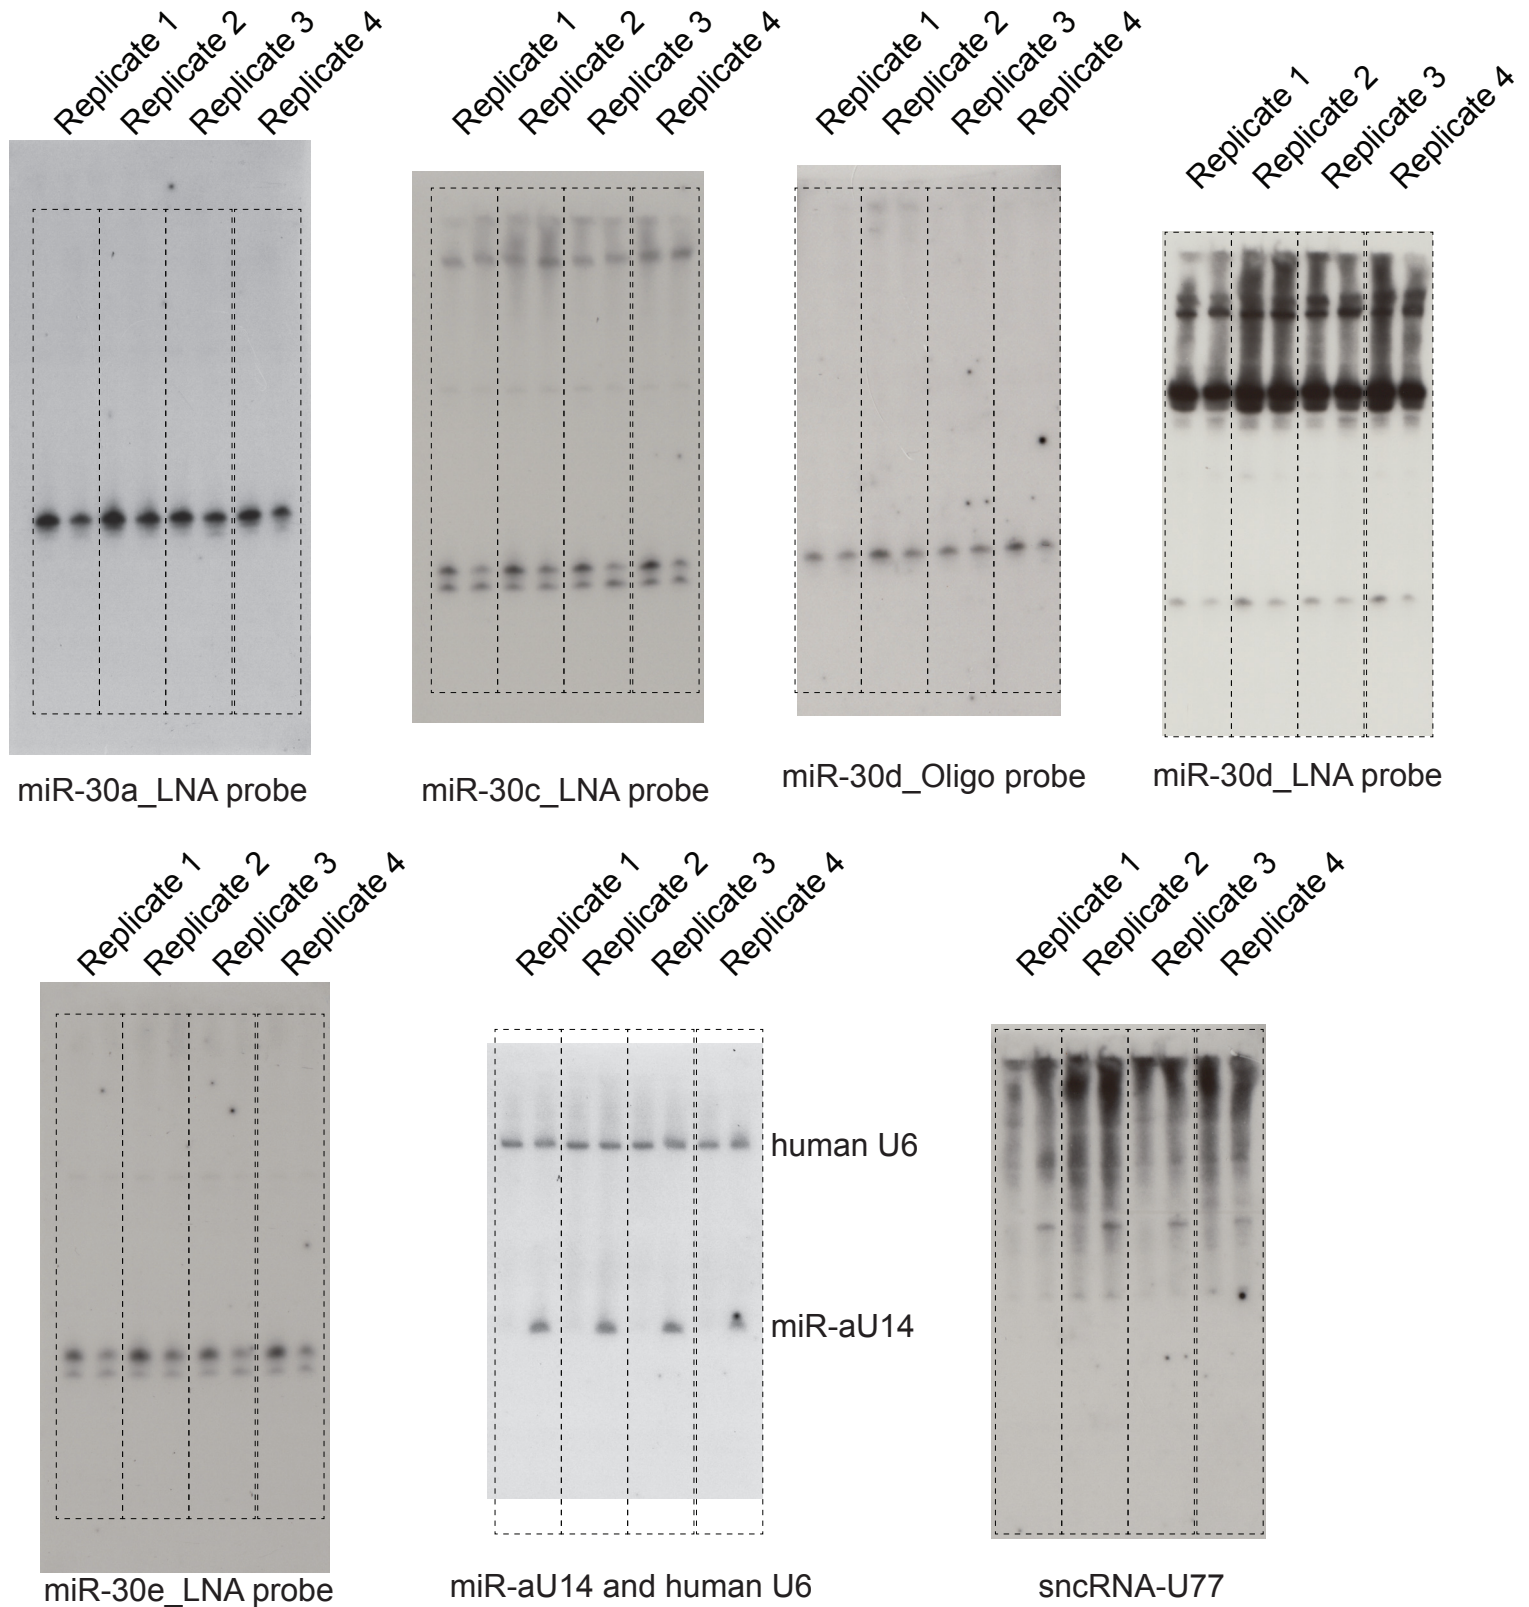 Replicate 1
Replicate 2
Replicate 3
Replicate 4
Replicate 1
Replicate 2
Replicate 3
Replicate 4
Replicate 1
Replicate 2
Replicate 3
Replicate 4
Replicate 1
Replicate 2
Replicate 3
Replicate 4
miR-30a_LNA probe
miR-30c_LNA probe
miR-30d_Oligo probe
miR-30d_LNA probe
Replicate 1
Replicate 2
Replicate 3
Replicate 4
Replicate 1
Replicate 2
Replicate 3
Replicate 4
Replicate 1
Replicate 2
Replicate 3
Replicate 4
human U6
miR-aU14
miR-30e_LNA probe
miR-aU14 and human U6
sncRNA-U77